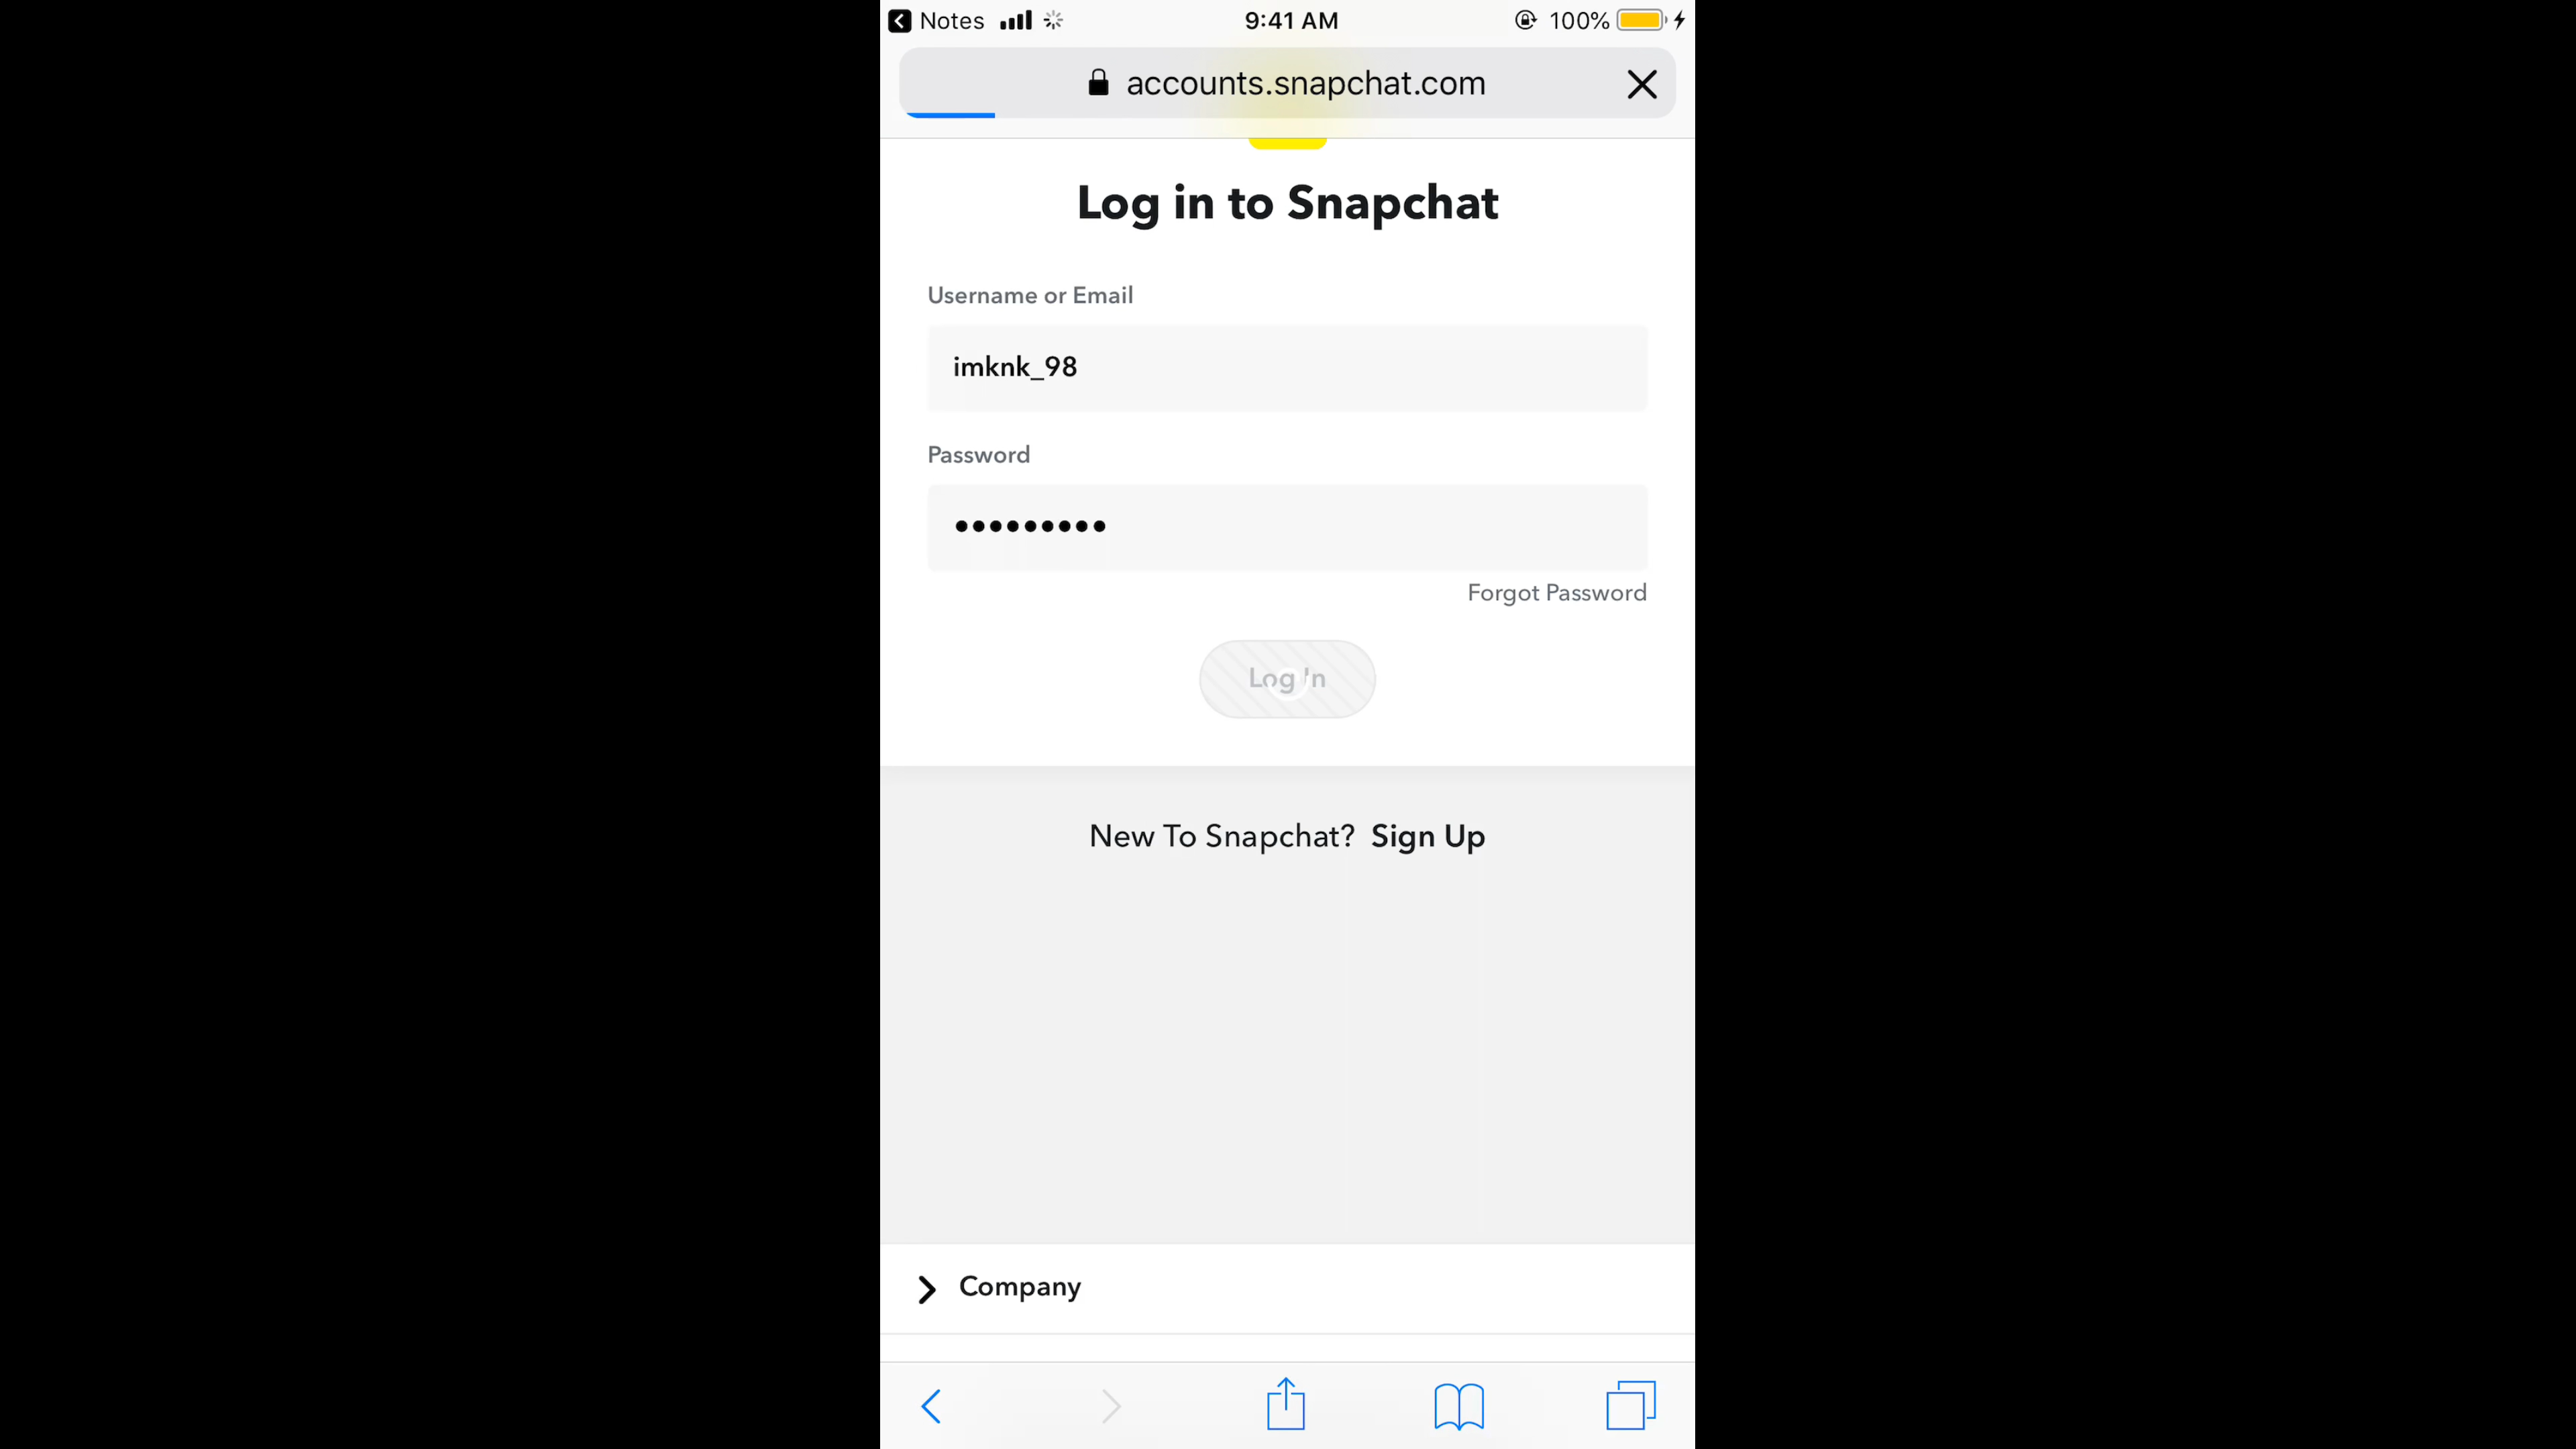 Notes 9:41 AM 100%
accounts.snapchat.com
Log in to Snapchat
Username or Email
imknk_98
Password
Forgot Password
Log In
New To Snapchat? Sign Up
Company